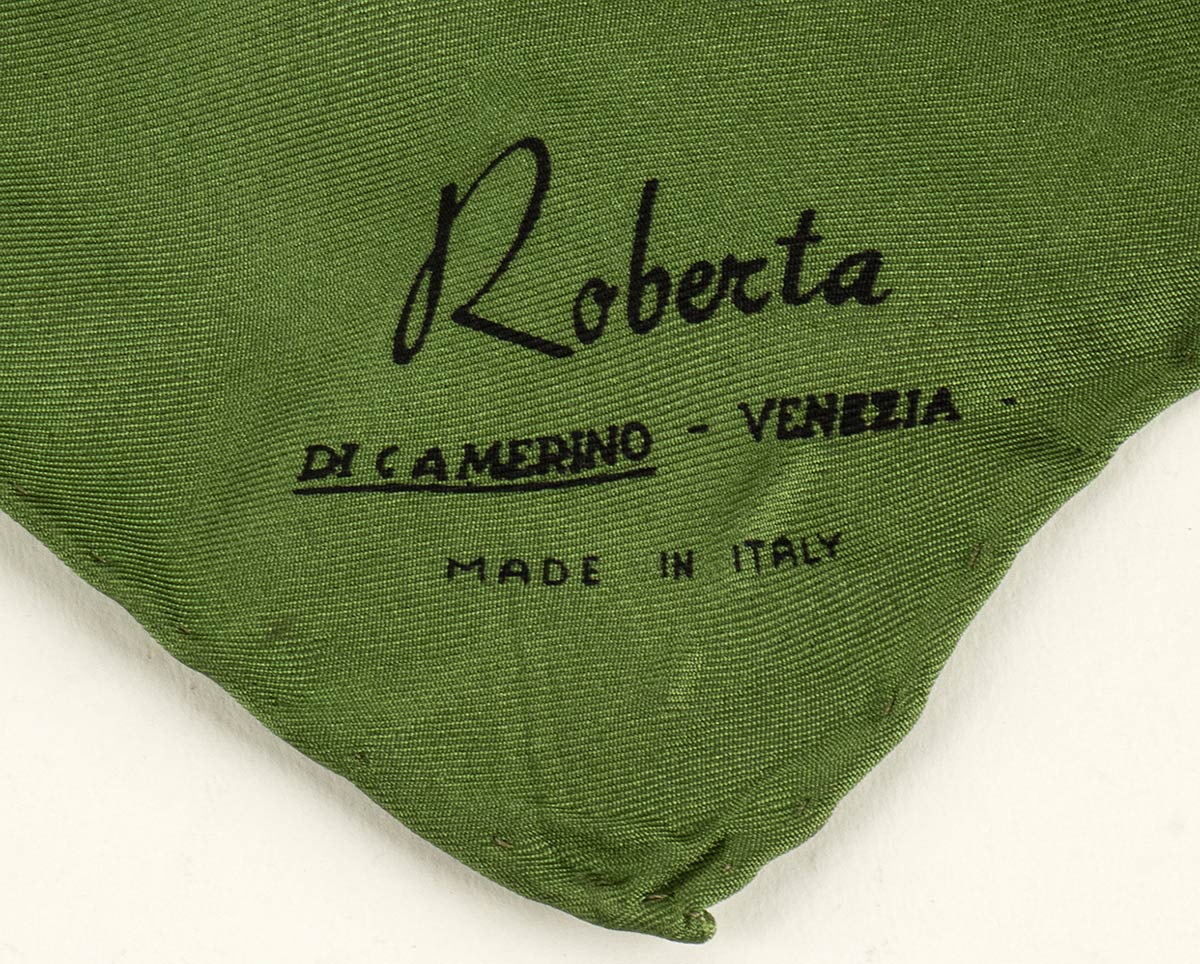 Roberta
DI CAMERINO - VENEZIA -
MADE IN ITALY